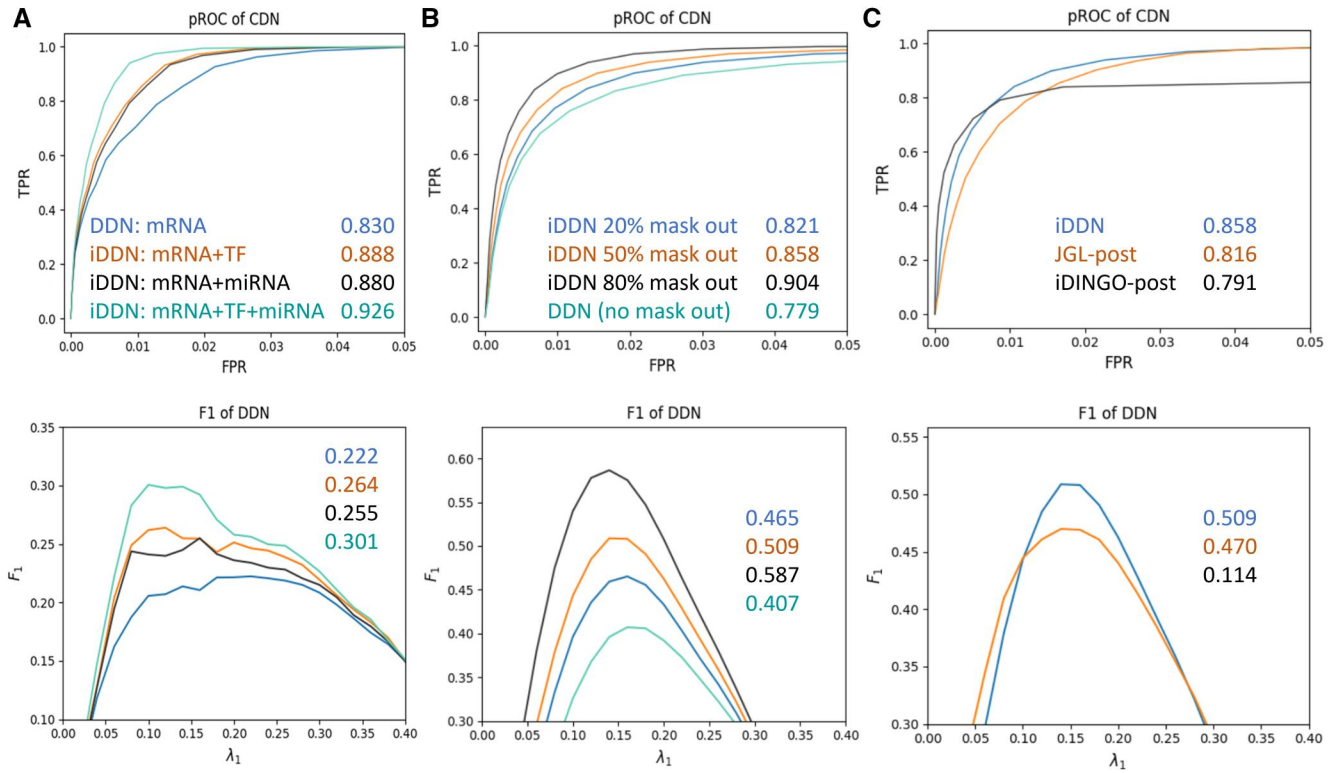 A
pROC of CDN
TPR
1.0
0.8
0.6
0.4
0.2
0.0
DDN: mRNA 0.830
iDDN: mRNA+TF 0.888
iDDN: mRNA+miRNA 0.880
iDDN: mRNA+TF+miRNA 0.926
0.00 0.01 0.02 0.03 0.04 0.05
FPR
B
pROC of CDN
TPR
1.0
0.8
0.6
0.4
0.2
0.0
iDDN 20% mask out 0.821
iDDN 50% mask out 0.858
iDDN 80% mask out 0.904
DDN (no mask out) 0.779
0.00 0.01 0.02 0.03 0.04 0.05
FPR
C
pROC of CDN
TPR
1.0
0.8
0.6
0.4
0.2
0.0
iDDN 0.858
JGL-post 0.816
iDINGO-post 0.791
0.00 0.01 0.02 0.03 0.04 0.05
FPR
F1 of DDN
F₁
0.35
0.30
0.25
0.20
0.15
0.10
0.222
0.264
0.255
0.301
0.00 0.05 0.10 0.15 0.20 0.25 0.30 0.35 0.40
λ₁
F1 of DDN
F₁
0.60
0.55
0.50
0.45
0.40
0.35
0.30
0.465
0.509
0.587
0.407
0.00 0.05 0.10 0.15 0.20 0.25 0.30 0.35 0.40
λ₁
F1 of DDN
F₁
0.55
0.50
0.45
0.40
0.35
0.30
0.509
0.470
0.114
0.00 0.05 0.10 0.15 0.20 0.25 0.30 0.35 0.40
λ₁